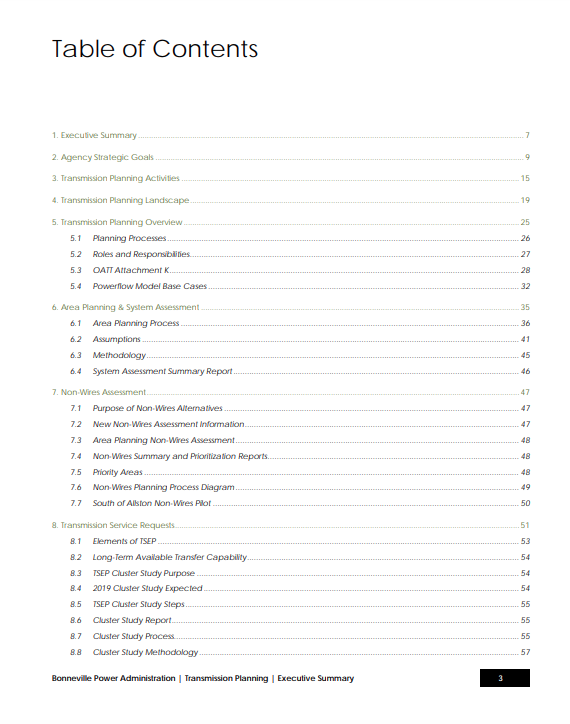 Table of Contents
1. Executive Summary 7
2. Agency Strategic Goals 9
3. Transmission Planning Activities 15
4. Transmission Planning Landscape 19
5. Transmission Planning Overview 25
5.1 Planning Processes 26
5.2 Roles and Responsibilities 27
5.3 OATT Attachment K 28
5.4 Powerflow Model Base Cases 32
6. Area Planning & System Assessment 35
6.1 Area Planning Process 36
6.2 Assumptions 41
6.3 Methodology 45
6.4 System Assessment Summary Report 46
7. Non-Wires Assessment 47
7.1 Purpose of Non-Wires Alternatives 47
7.2 New Non-Wires Assessment Information 47
7.3 Area Planning Non-Wires Assessment 48
7.4 Non-Wires Summary and Prioritization Reports 48
7.5 Priority Areas 48
7.6 Non-Wires Planning Process Diagram 49
7.7 South of Allston Non-Wires Pilot 50
8. Transmission Service Requests 51
8.1 Elements of TSEP 53
8.2 Long-Term Available Transfer Capability 54
8.3 TSEP Cluster Study Purpose 54
8.4 2019 Cluster Study Expected 54
8.5 TSEP Cluster Study Steps 55
8.6 Cluster Study Report 55
8.7 Cluster Study Process 55
8.8 Cluster Study Methodology 57
Bonneville Power Administration | Transmission Planning | Executive Summary 3